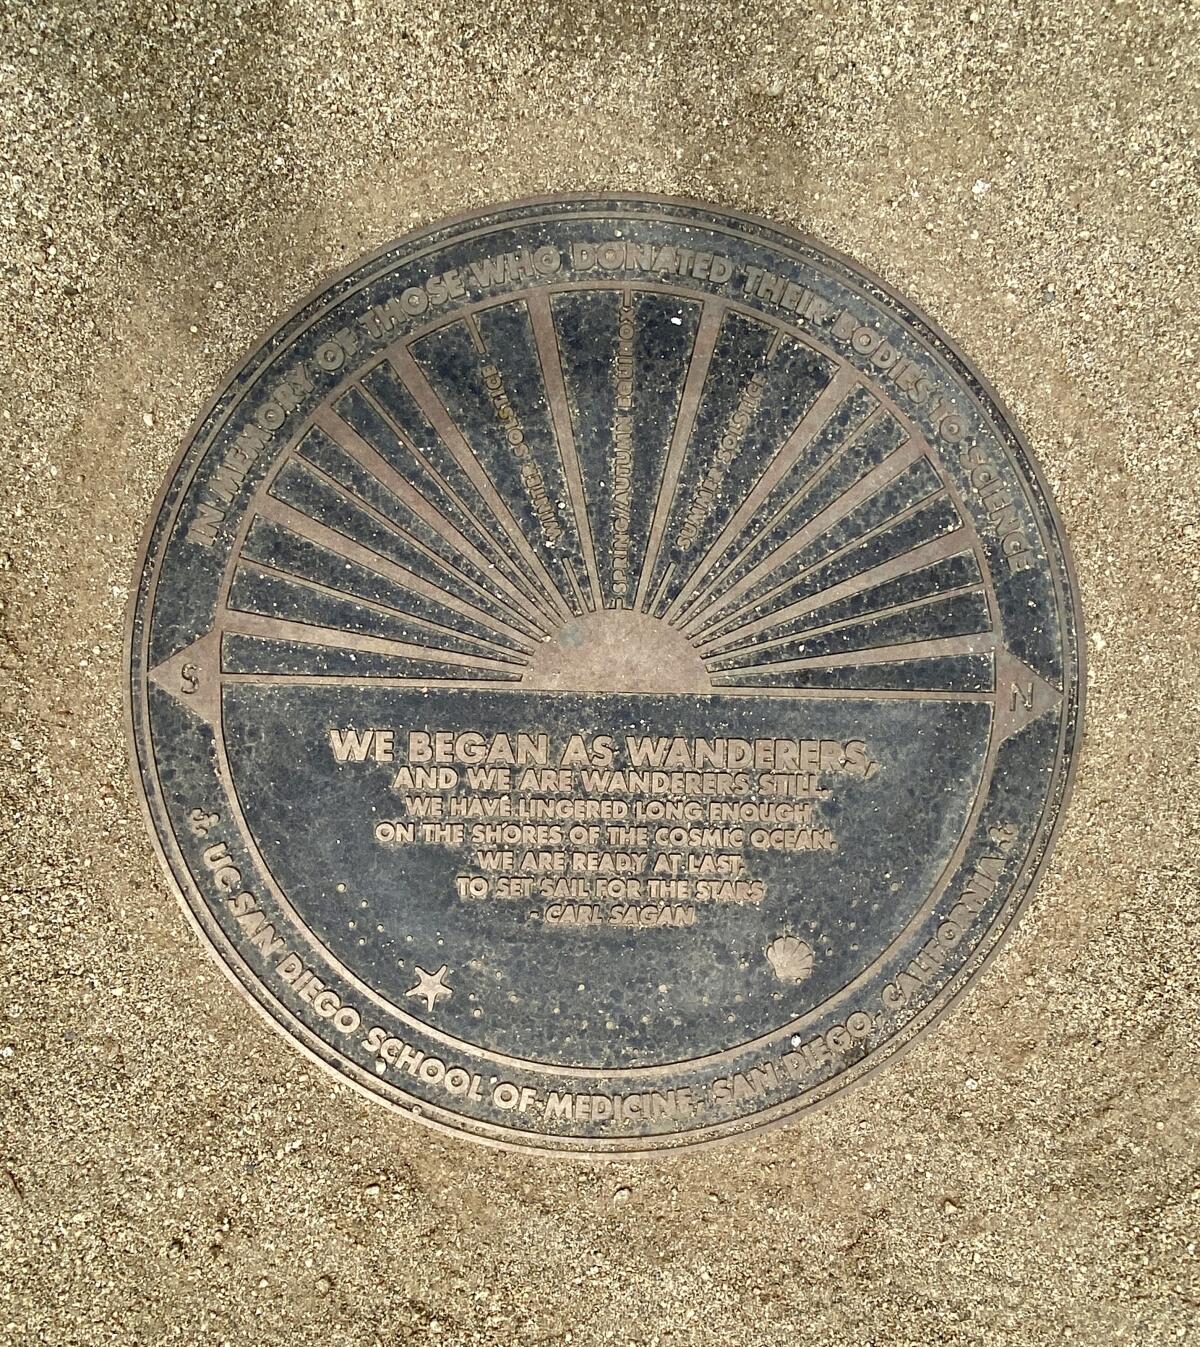 IN MEMORY OF THOSE WHO DONATED THEIR BODIES TO SCIENCE
WINTER SOLSTICE
SPRING/AUTUMN EQUINOX
SUMMER SOLSTICE
S
N
WE BEGAN AS WANDERERS,
AND WE ARE WANDERERS STILL.
WE HAVE LINGERED LONG ENOUGH
ON THE SHORES OF THE COSMIC OCEAN.
WE ARE READY AT LAST,
TO SET SAIL FOR THE STARS
- CARL SAGAN
UC SAN DIEGO SCHOOL OF MEDICINE - SAN DIEGO, CALIFORNIA